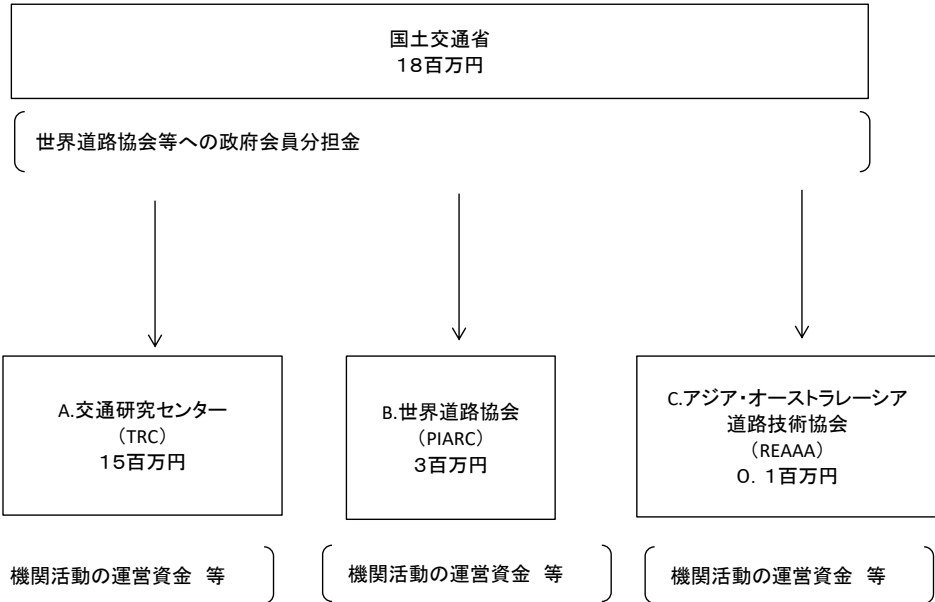 国土交通省
18百万円
世界道路協会等への政府会員分担金
A.交通研究センター
（TRC）
15百万円
B.世界道路協会
（PIARC）
3百万円
C.アジア・オーストラレーシア
道路技術協会
（REAAA）
０．１百万円
機関活動の運営資金　等
機関活動の運営資金　等
機関活動の運営資金　等